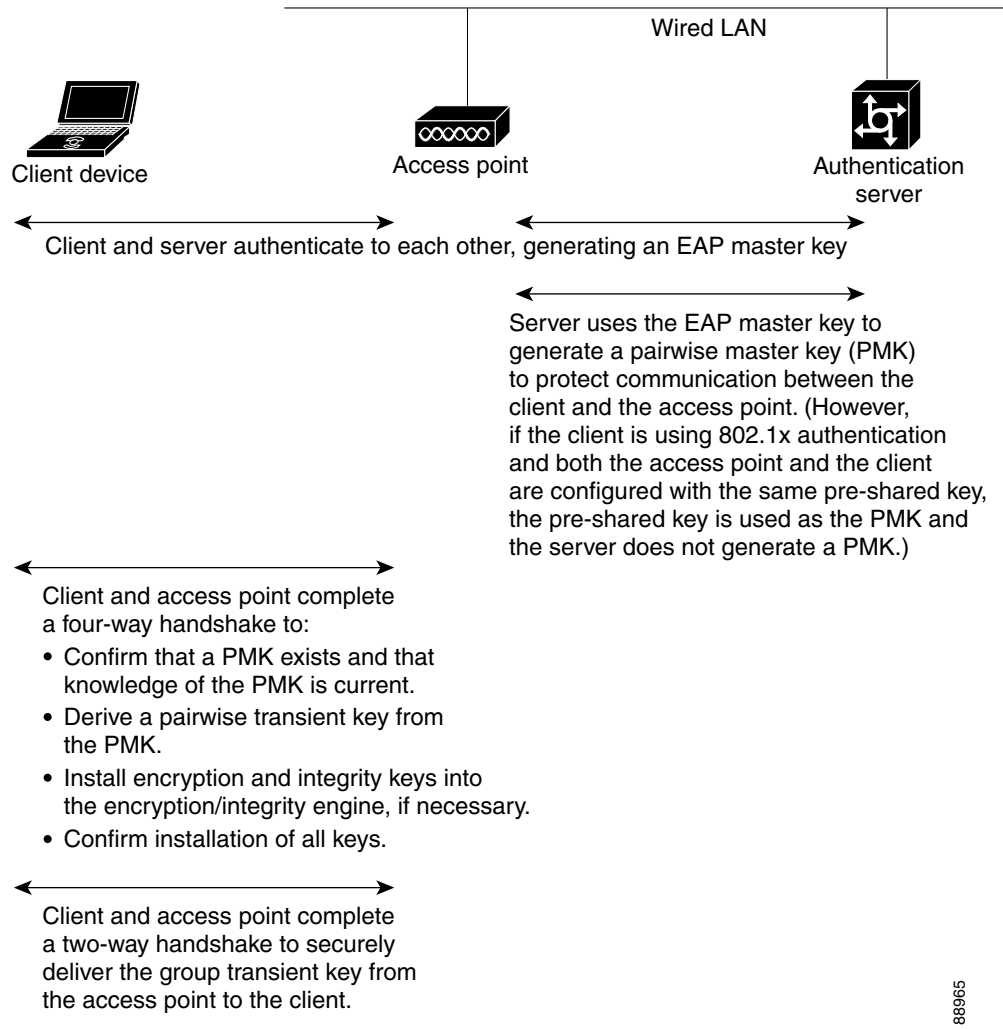 Wired LAN
Client device
Access point
Authentication
server
Client and server authenticate to each other, generating an EAP master key
Server uses the EAP master key to
generate a pairwise master key (PMK)
to protect communication between the
client and the access point. (However,
if the client is using 802.1x authentication
and both the access point and the client
are configured with the same pre-shared key,
the pre-shared key is used as the PMK and
the server does not generate a PMK.)
Client and access point complete
a four-way handshake to:
• Confirm that a PMK exists and that
knowledge of the PMK is current.
• Derive a pairwise transient key from
the PMK.
• Install encryption and integrity keys into
the encryption/integrity engine, if necessary.
• Confirm installation of all keys.
Client and access point complete
a two-way handshake to securely
deliver the group transient key from
the access point to the client.
88965